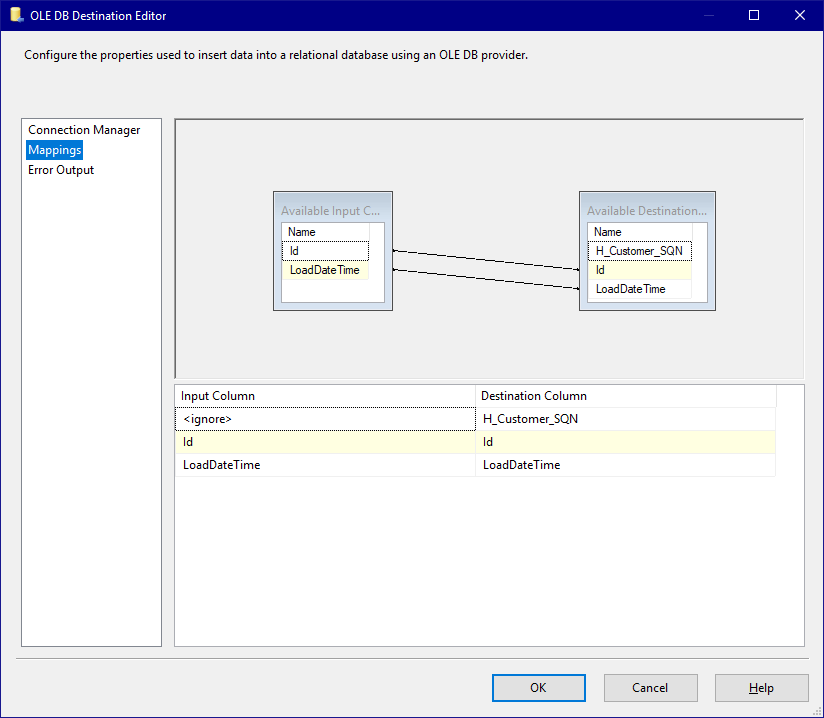 OLE DB Destination Editor
Configure the properties used to insert data into a relational database using an OLE DB provider.
Connection Manager
Mappings
Error Output
Available Input C...
Name
Id
LoadDateTime
Available Destination...
Name
H_Customer_SQN
Id
LoadDateTime
Input Column Destination Column
<ignore> H_Customer_SQN
Id Id
LoadDateTime LoadDateTime
OK Cancel Help